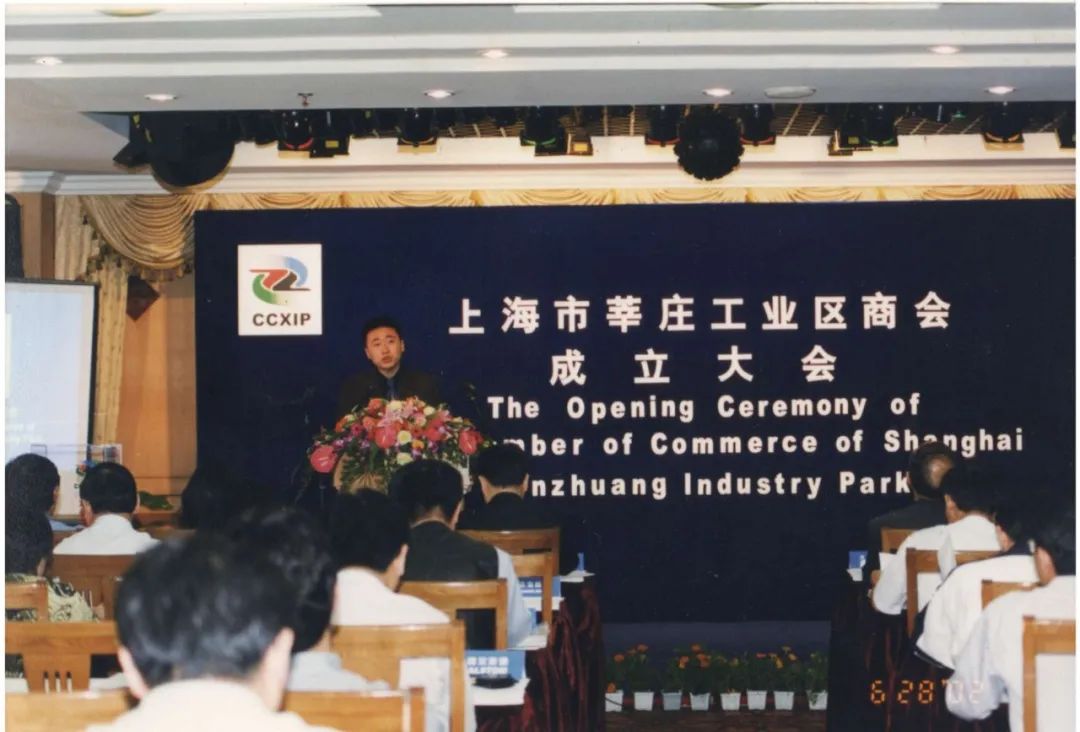 CCXIP
上海市莘庄工业区商会
成立大会
The Opening Ceremony of
mber of Commerce of Shanghai
nzhuang Industry Park
6 28 '02